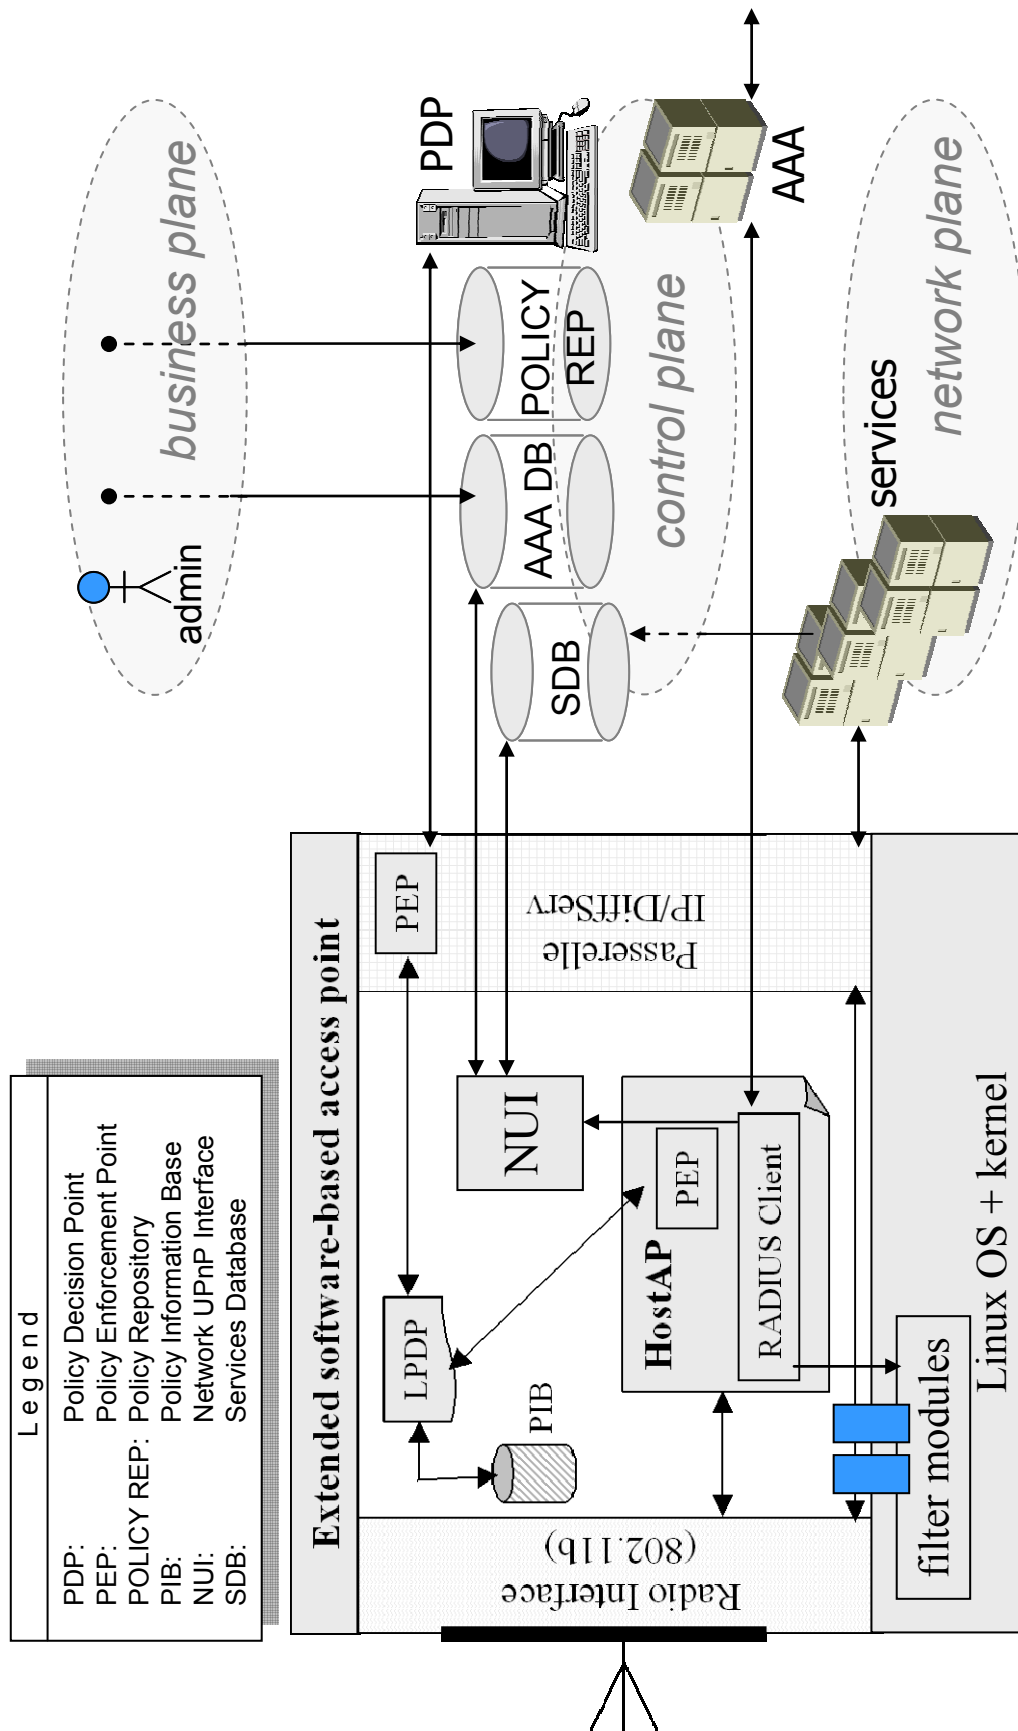 Legend
PDP: Policy Decision Point
PEP: Policy Enforcement Point
POLICY REP: Policy Repository
PIB: Policy Information Base
NUI: Network UPnP Interface
SDB: Services Database
admin
business plane
Extended software-based access point
PEP
PDP
LPDP
PIB
NUI
SDB
AAA DB
POLICY
REP
control plane
AAA
Radio Interface
(802.11b)
HostAP
PEP
RADIUS Client
Passerelle
IP/DiffServ
services
network plane
filter modules
Linux OS + kernel